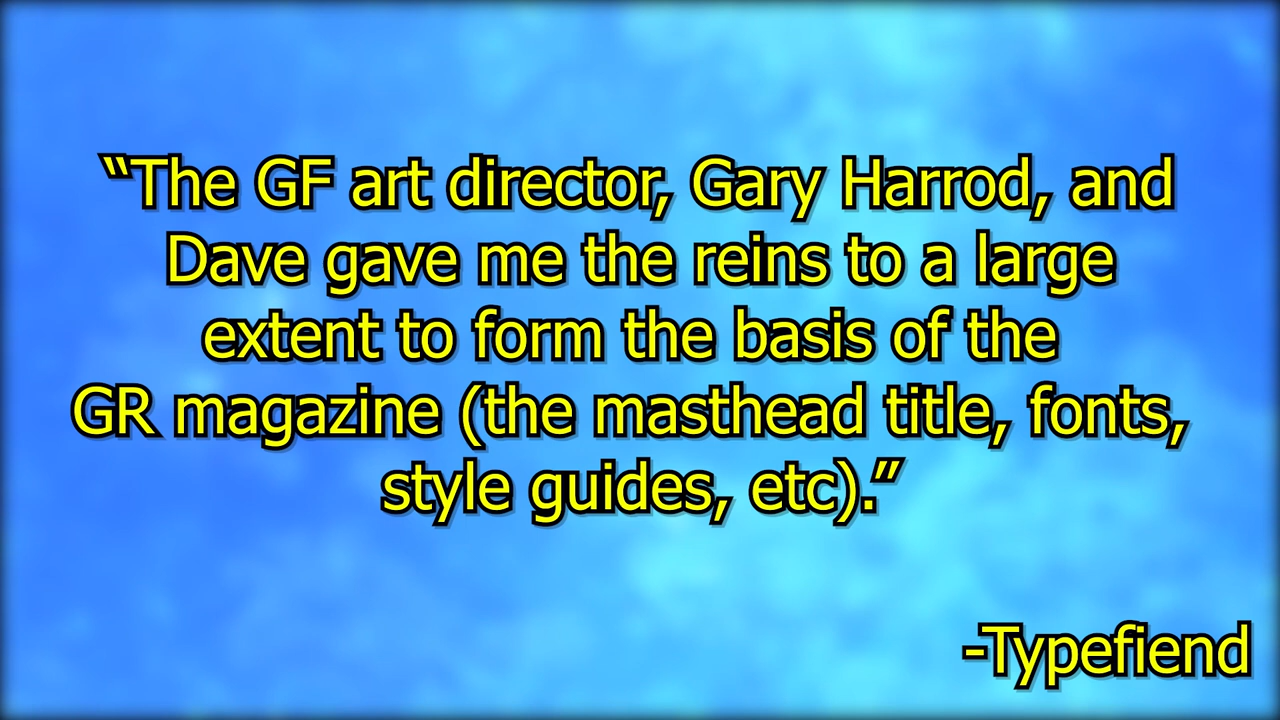 “The GF art director, Gary Harrod, and
Dave gave me the reins to a large
extent to form the basis of the
GR magazine (the masthead title, fonts,
style guides, etc).”
-Typefiend